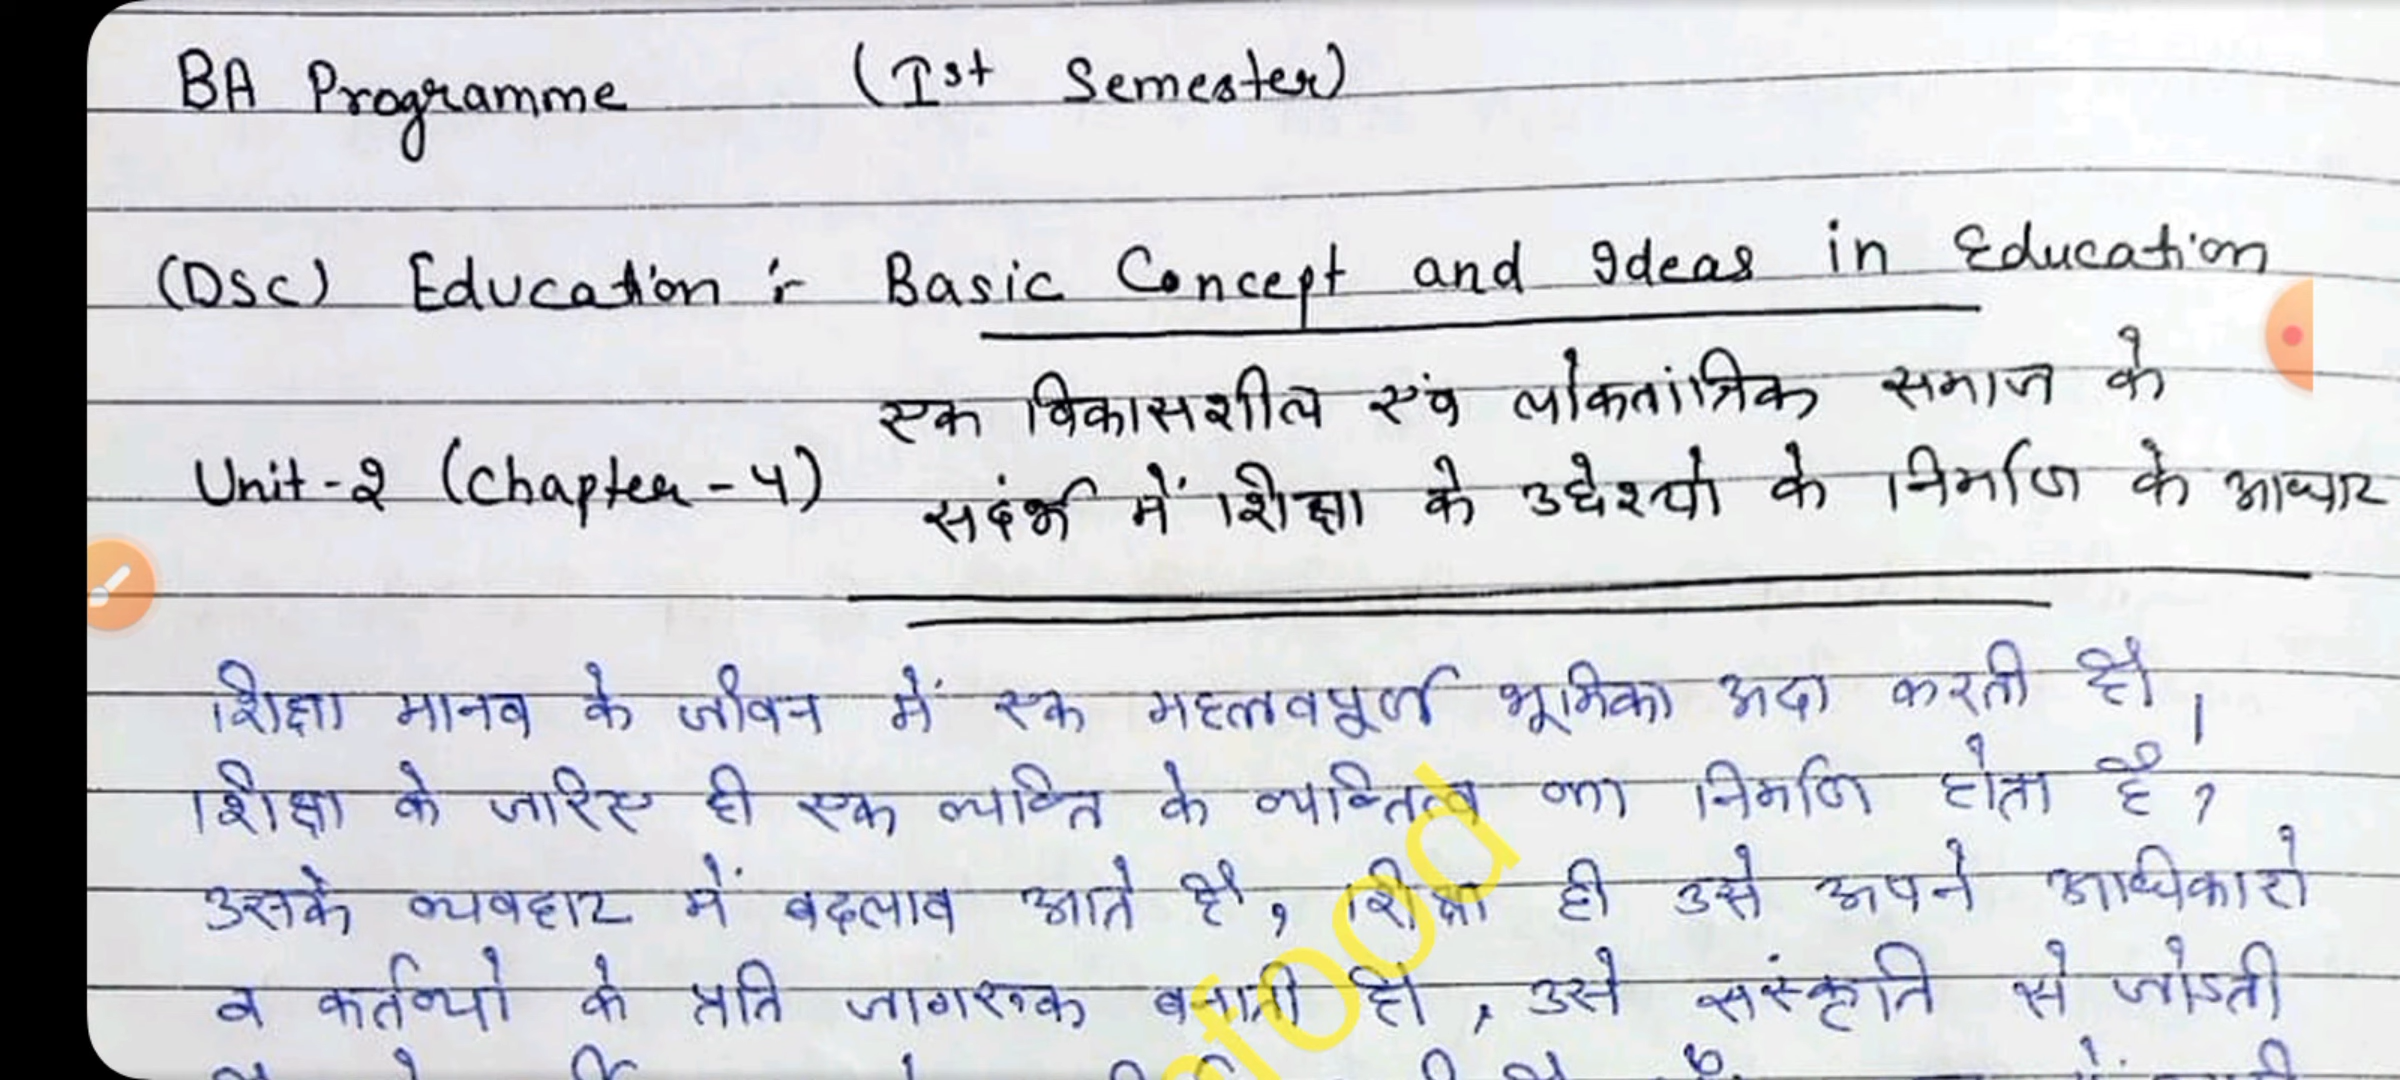 BA Programme (Ist Semester)
(DSC) Education :- Basic Concept and Ideas in Education
एक विकासशील एंव लोकतांत्रिक समाज के
Unit-2 (Chapter-4) सदंर्भ में शिक्षा के उद्देश्यो के निर्माण के आधार
शिक्षा मानव के जीवन में एक महत्वपूर्ण भूमिका अदा करती है।
शिक्षा के जरिए ही एक व्यक्ति के व्यक्तित्व का निर्माण होता है,
उसके व्यवहार में बदलाव आते है, शिक्षा ही उसे अपने अधिकारो
व कर्तव्यो के प्रति जागरूक बनाती है, उसे संस्कृति से जोडती